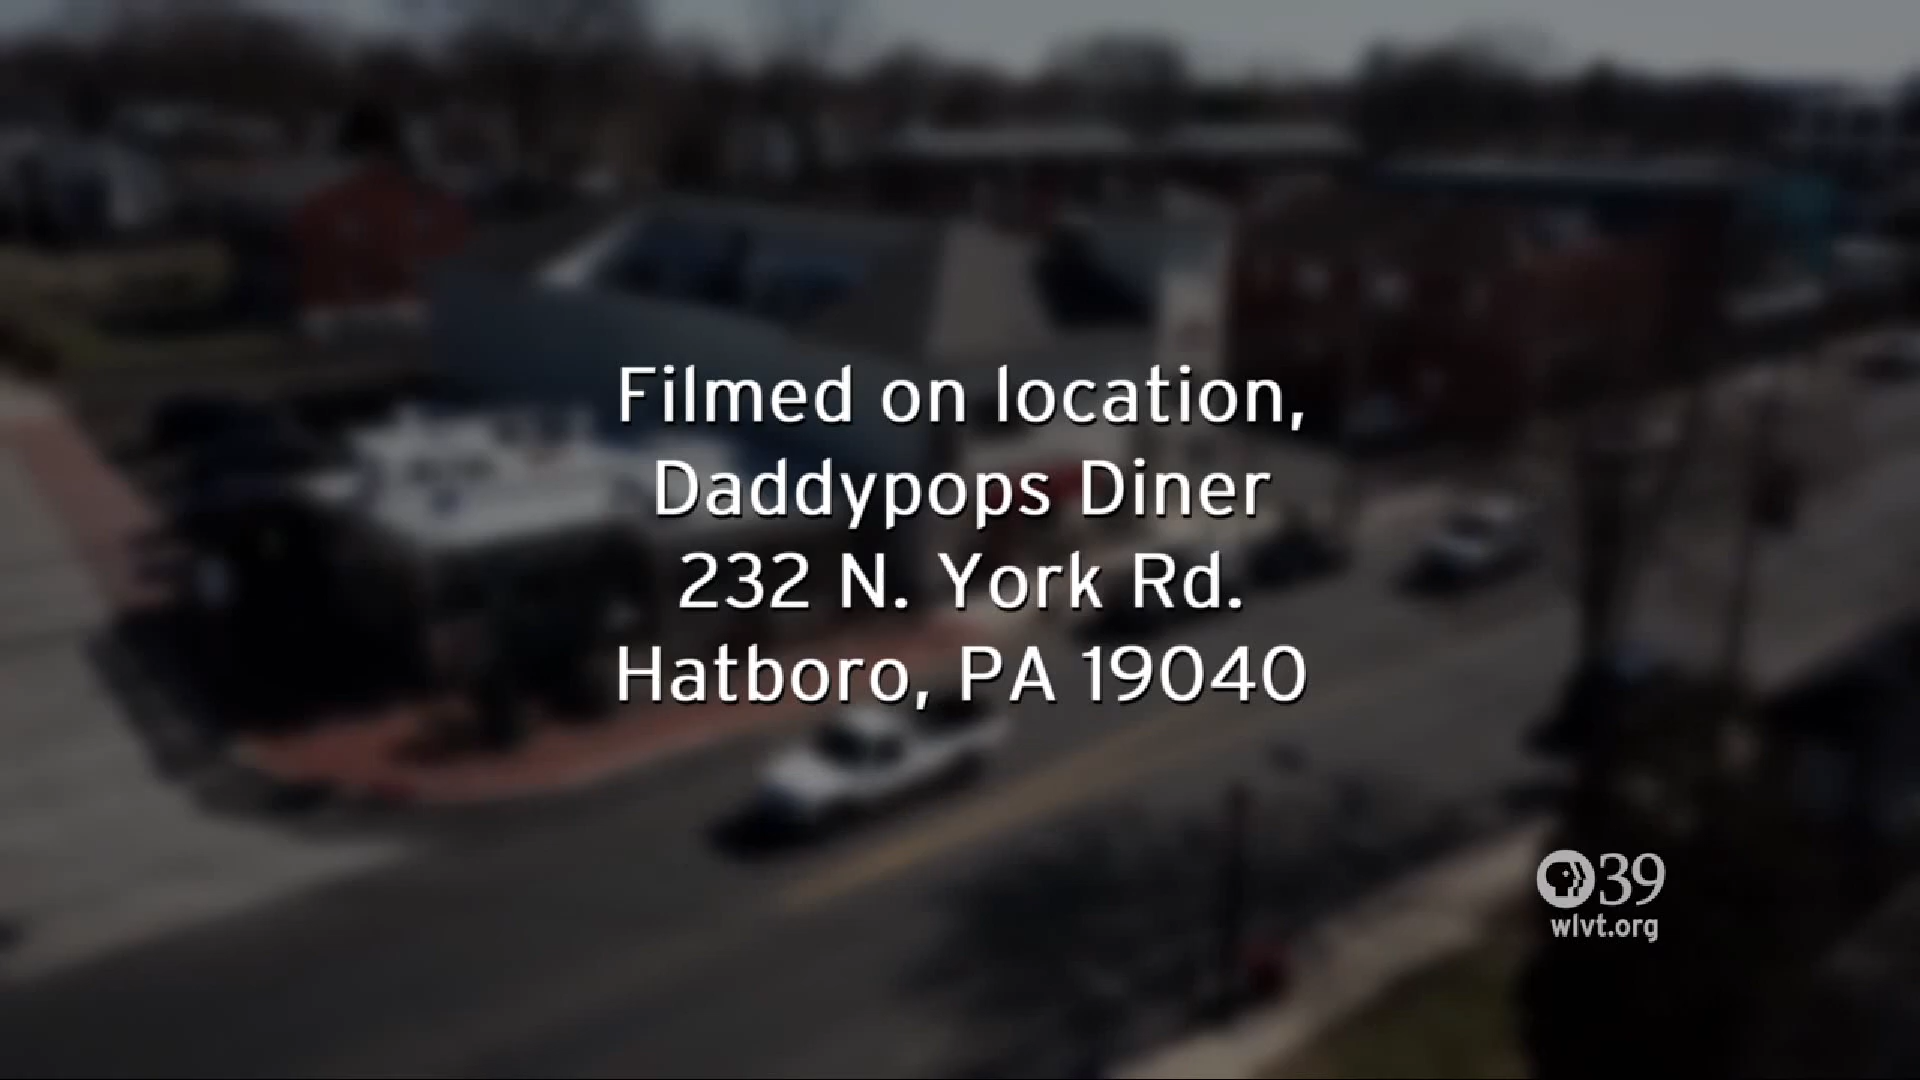 Filmed on location,
Daddypops Diner
232 N. York Rd.
Hatboro, PA 19040
39
wlvt.org